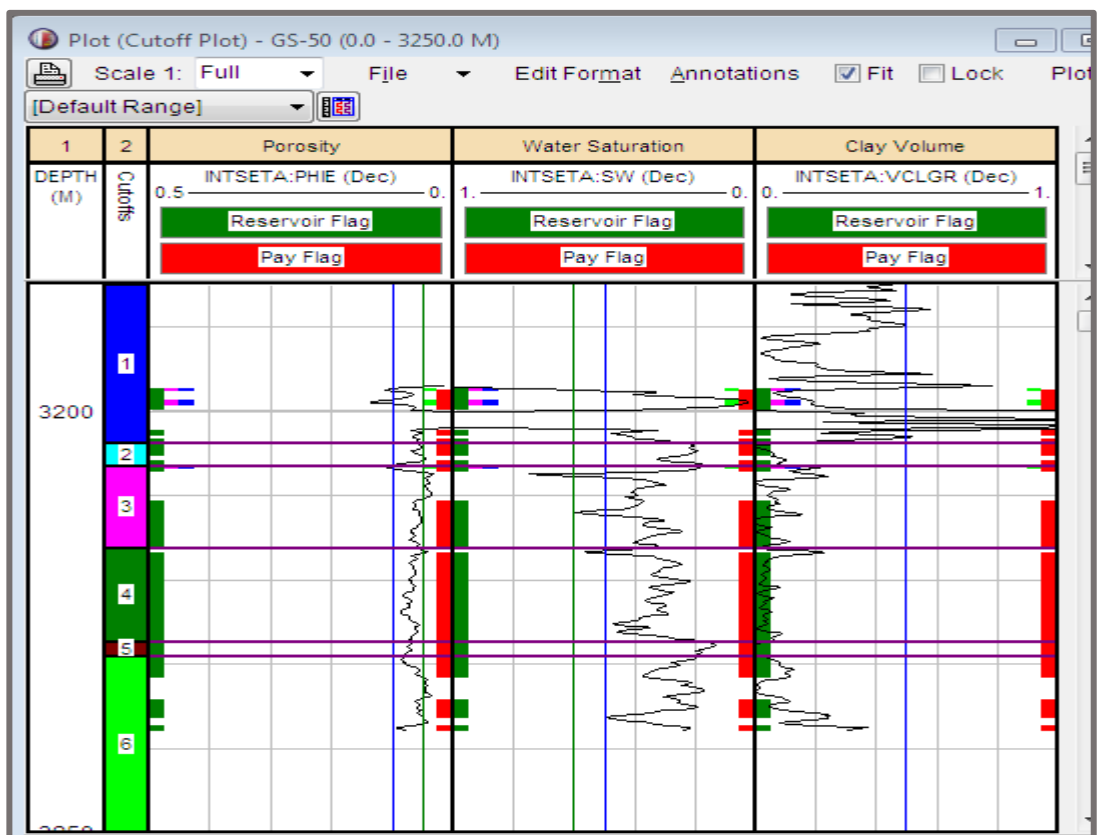 Plot (Cutoff Plot) - GS-50 (0.0 - 3250.0 M)
Scale 1: Full File Edit Format Annotations Fit Lock Plot
[Default Range]
1 2 Porosity Water Saturation Clay Volume
DEPTH (M) Cutoffs INTSETA:PHIE (Dec) INTSETA:SW (Dec) INTSETA:VCLGR (Dec)
0.5 0. 1. 0. 0. 1.
Reservoir Flag Reservoir Flag Reservoir Flag
Pay Flag Pay Flag Pay Flag
1
3200
2
3
4
5
6